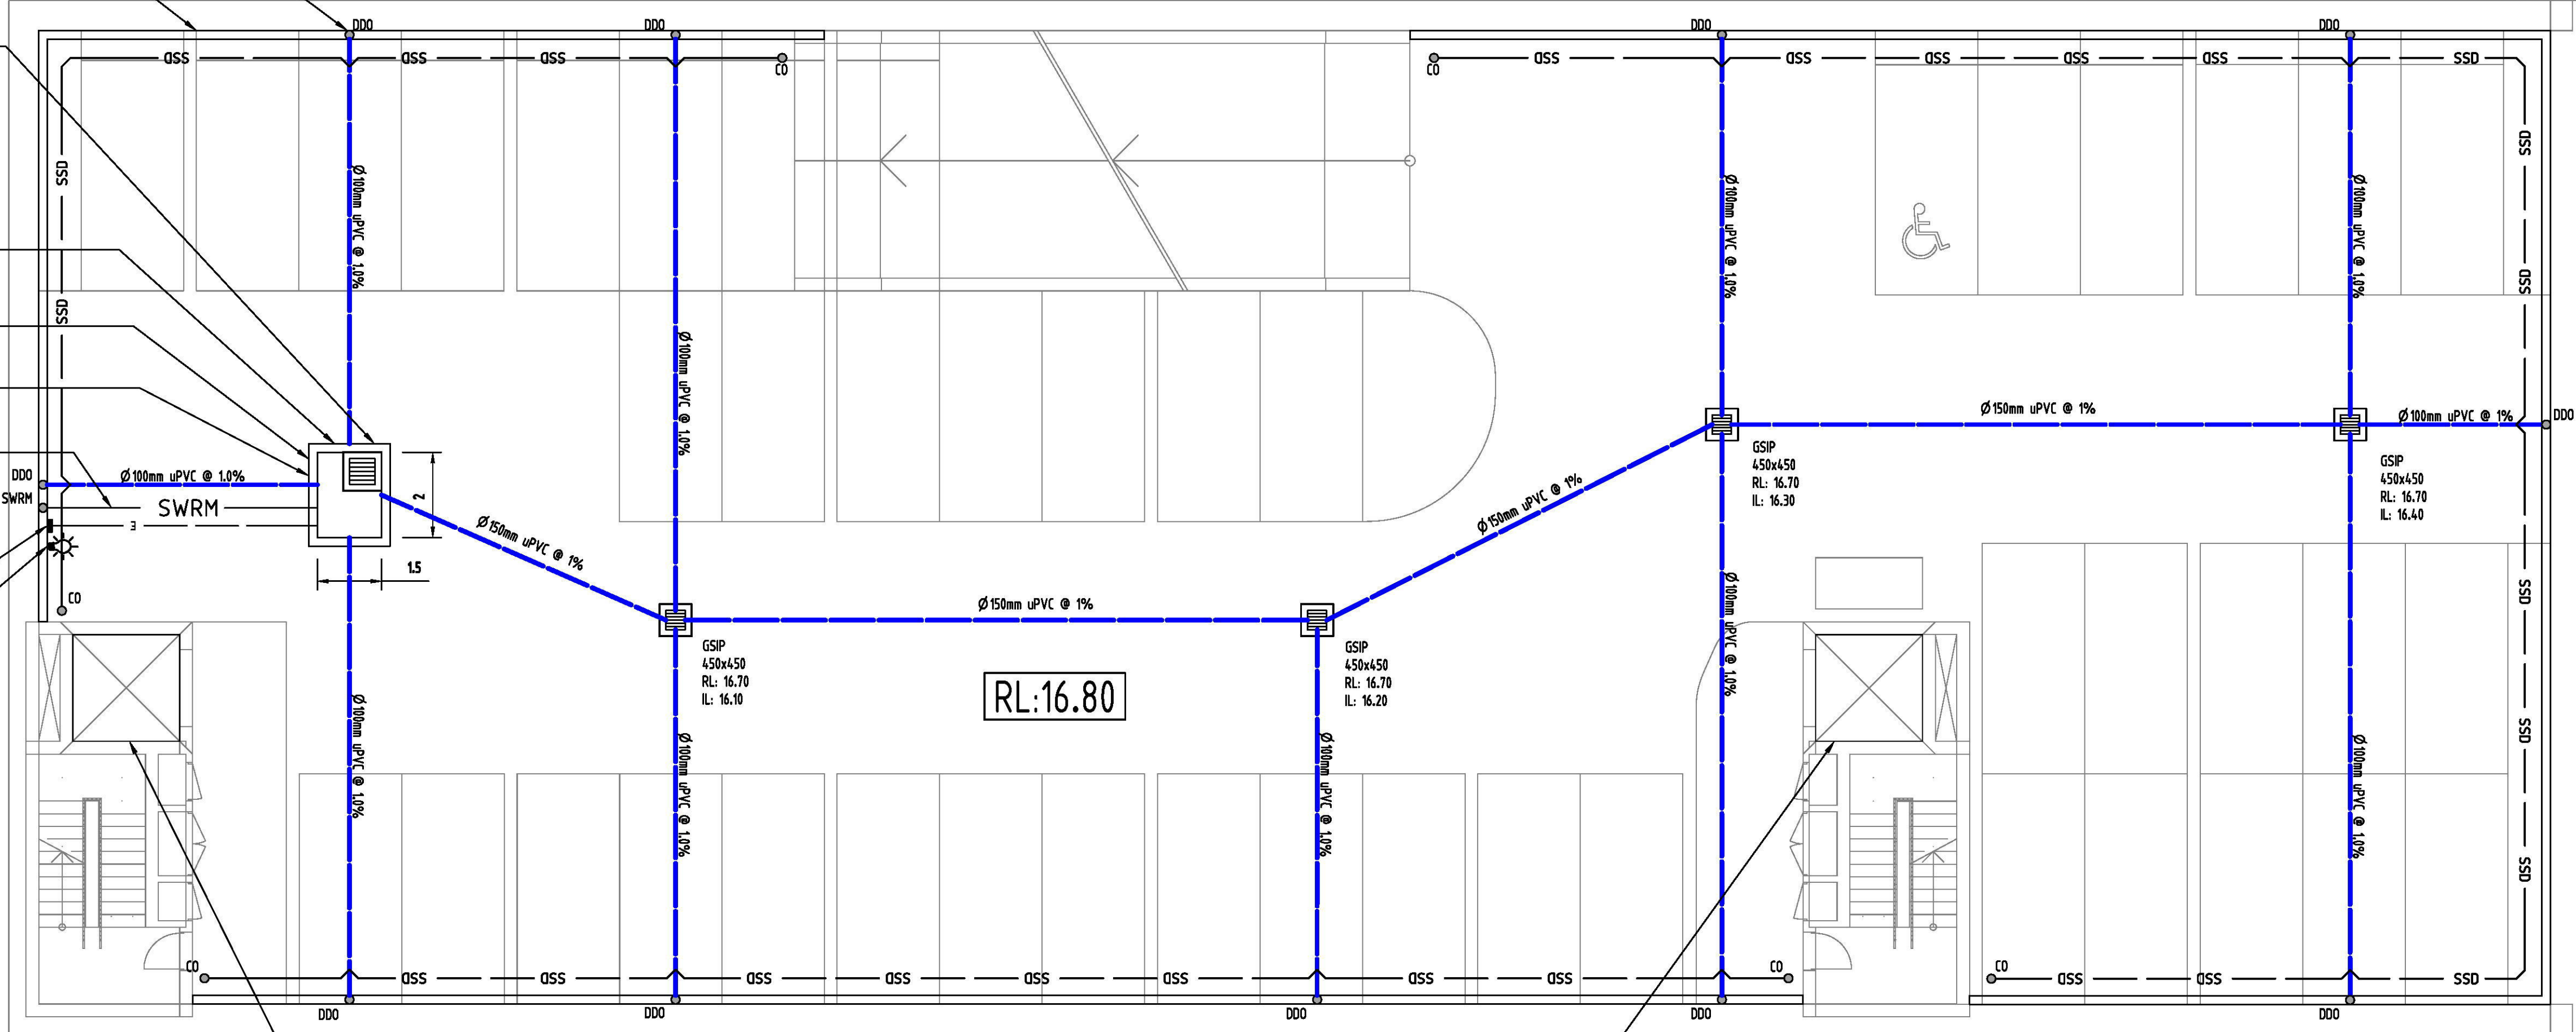 DDO
DDO
DDO
DDO
SSD
SSD
SSD
CO
CO
SSD
SSD
SSD
SSD
SSD
SSD
SSD
SSD
SSD
SSD
Ø100mm uPVC @ 1.0%
Ø100mm uPVC @ 1.0%
Ø100mm uPVC @ 1.0%
Ø100mm uPVC @ 1.0%
Ø150mm uPVC @ 1%
Ø100mm uPVC @ 1%
DDO
GSIP
450x450
RL: 16.70
IL: 16.30
GSIP
450x450
RL: 16.70
IL: 16.40
DDO
Ø100mm uPVC @ 1.0%
SWRM
SWRM
E
2
1.5
Ø150mm uPVC @ 1%
Ø150mm uPVC @ 1%
CO
Ø150mm uPVC @ 1%
GSIP
450x450
RL: 16.70
IL: 16.10
GSIP
450x450
RL: 16.70
IL: 16.20
RL:16.80
Ø100mm uPVC @ 1.0%
Ø100mm uPVC @ 1.0%
Ø100mm uPVC @ 1.0%
Ø100mm uPVC @ 1.0%
Ø100mm uPVC @ 1.0%
SSD
SSD
SSD
CO
SSD
SSD
SSD
SSD
SSD
SSD
SSD
CO
CO
SSD
SSD
SSD
DDO
DDO
DDO
DDO
DDO